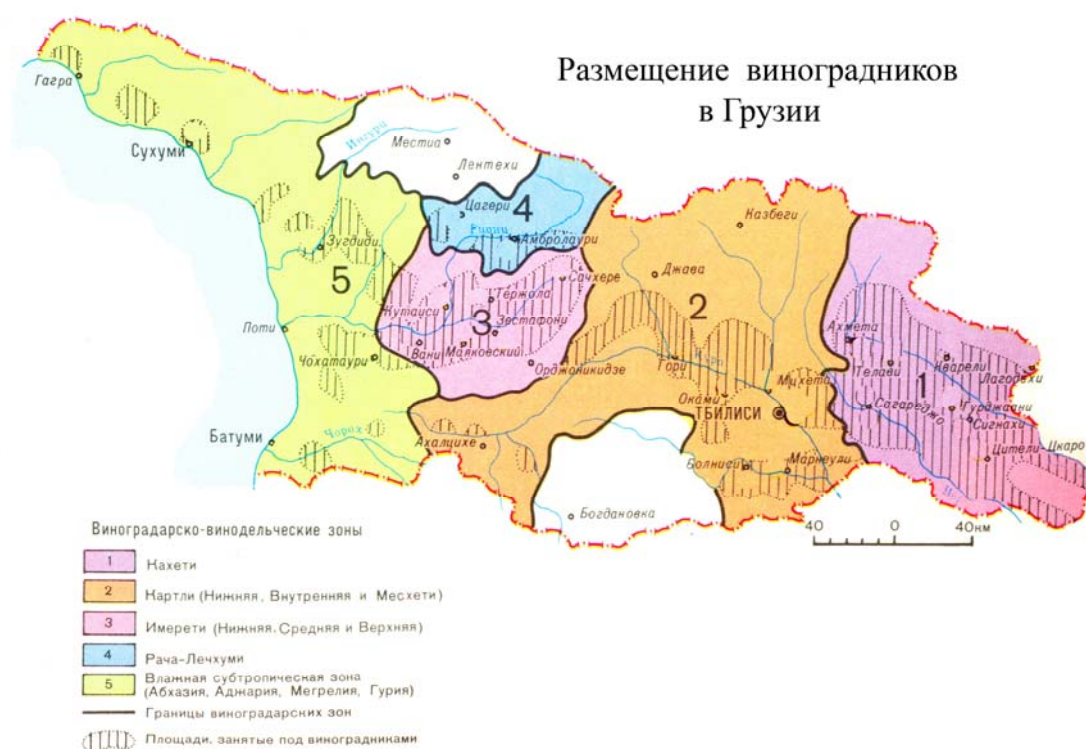 Размещение виноградников
в Грузии
Гагра
Сухуми
Ингури
Местиа
Лентехи
Цагери
4
Риони
Амбролаури
Казбеги
Зугдиди
5
Сачхере
Джава
2
Тержола
Кутаиси
Зестафони
3
Поти
Вани
Маяковский
Чохатаури
Орджоникидзе
Гори
Кура
Мцхета
Ахмета
Телави
Кварели
1
Лагодехи
Сагареджо
Гурджаани
Сигнахи
Оками
ТБИЛИСИ
Батуми
Чорох
Ахалцихе
Цители-Цкаро
Болниси
Марнеули
Богдановка
40 0 40км
Виноградарско-винодельческие зоны
1 Кахети
2 Картли (Нижняя, Внутренняя и Месхети)
3 Имерети (Нижняя, Средняя и Верхняя)
4 Рача-Лечхуми
5 Влажная субтропическая зона
(Абхазия, Аджария, Мегрелия, Гурия)
Границы виноградарских зон
Площади, занятые под виноградниками